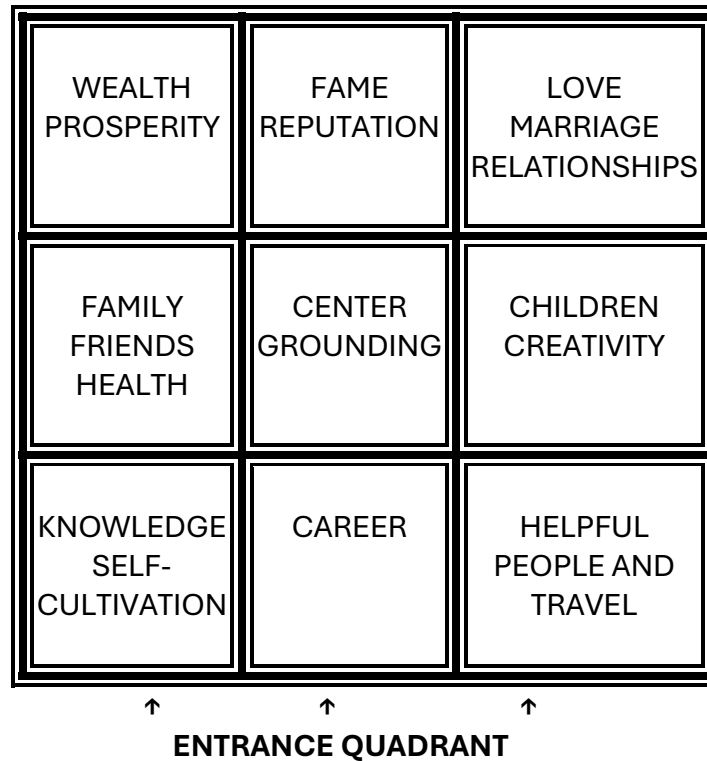 WEALTH
PROSPERITY
FAME
REPUTATION
LOVE
MARRIAGE
RELATIONSHIPS
FAMILY
FRIENDS
HEALTH
CENTER
GROUNDING
CHILDREN
CREATIVITY
KNOWLEDGE
SELF-
CULTIVATION
CAREER
HELPFUL
PEOPLE AND
TRAVEL
↑ ↑ ↑
ENTRANCE QUADRANT